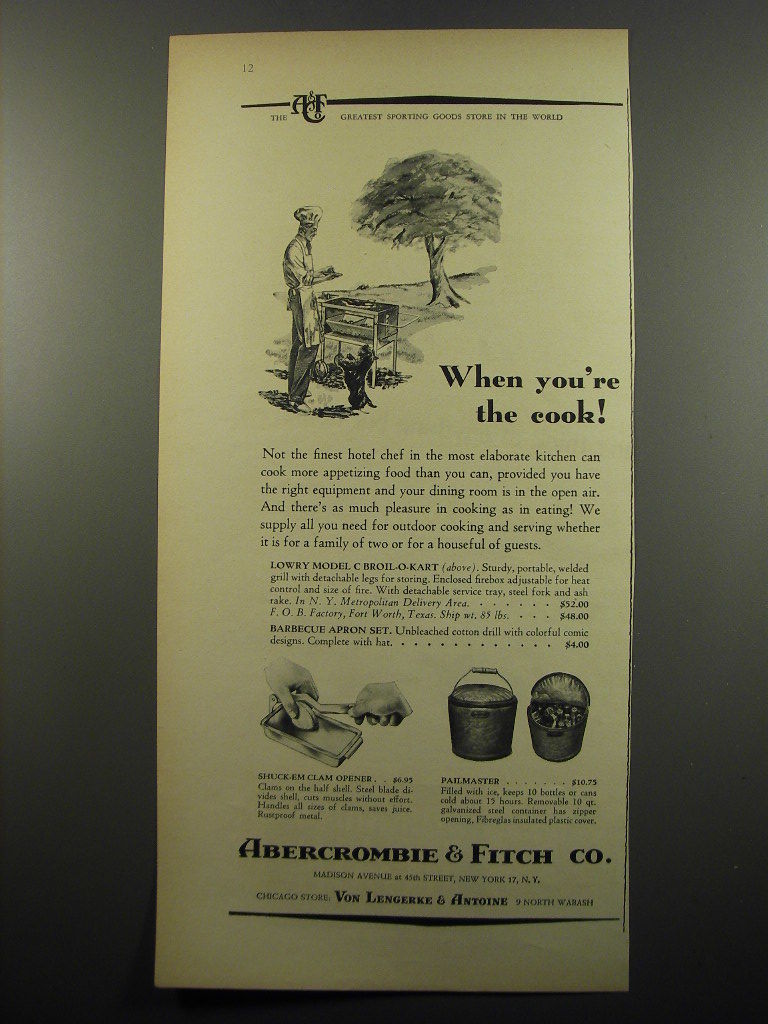 12
THE A&F Co GREATEST SPORTING GOODS STORE IN THE WORLD
When you're
the cook!
Not the finest hotel chef in the most elaborate kitchen can
cook more appetizing food than you can, provided you have
the right equipment and your dining room is in the open air.
And there's as much pleasure in cooking as in eating! We
supply all you need for outdoor cooking and serving whether
it is for a family of two or for a houseful of guests.
LOWRY MODEL C BROIL-O-KART (above). Sturdy, portable, welded
grill with detachable legs for storing. Enclosed firebox adjustable for heat
control and size of fire. With detachable service tray, steel fork and ash
rake. In N. Y. Metropolitan Delivery Area. . . . . . . $52.00
F. O. B. Factory, Fort Worth, Texas. Ship wt. 85 lbs. . . . $48.00
BARBECUE APRON SET. Unbleached cotton drill with colorful comic
designs. Complete with hat. . . . . . . . . . . . . $4.00
SHUCK-EM CLAM OPENER. . $6.95
Clams on the half shell. Steel blade di-
vides shell, cuts muscles without effort.
Handles all sizes of clams, saves juice.
Rustproof metal.
PAILMASTER . . . . . . . $10.75
Filled with ice, keeps 10 bottles or cans
cold about 15 hours. Removable 10 qt.
galvanized steel container has zipper
opening, Fibreglas insulated plastic cover.
ABERCROMBIE & FITCH CO.
MADISON AVENUE at 45th STREET, NEW YORK 17, N. Y.
CHICAGO STORE: VON LENGERKE & ANTOINE 9 NORTH WABASH